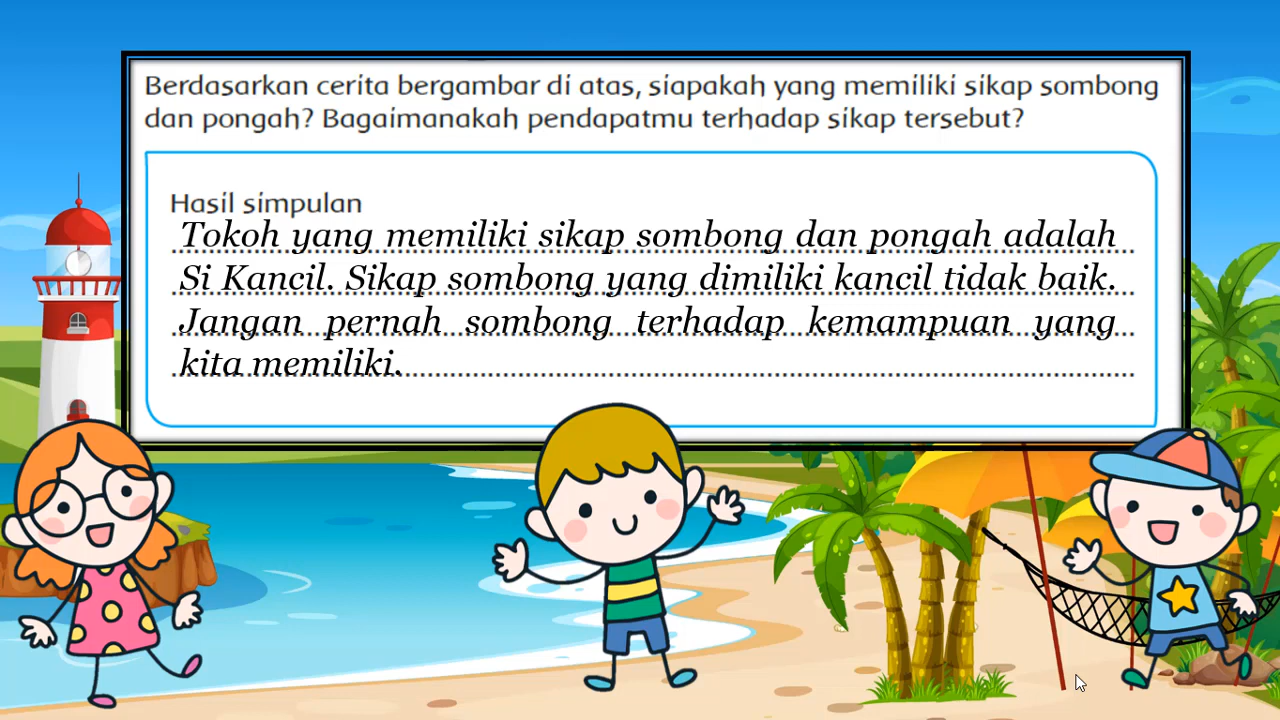 Berdasarkan cerita bergambar di atas, siapakah yang memiliki sikap sombong
dan pongah? Bagaimanakah pendapatmu terhadap sikap tersebut?
Hasil simpulan
Tokoh yang memiliki sikap sombong dan pongah adalah
Si Kancil. Sikap sombong yang dimiliki kancil tidak baik.
Jangan pernah sombong terhadap kemampuan yang
kita memiliki.